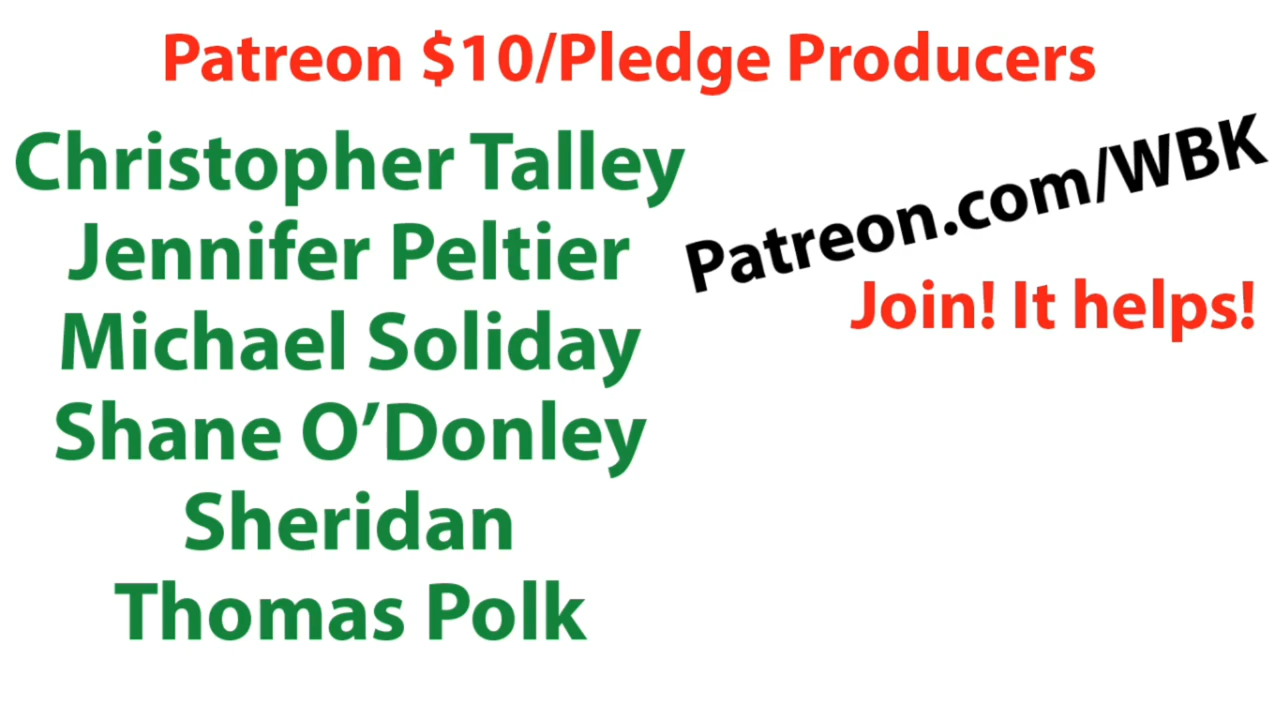 Patreon $10/Pledge Producers
Christopher Talley
Jennifer Peltier
Michael Soliday
Shane O’Donley
Sheridan
Thomas Polk
Patreon.com/WBK
Join! It helps!